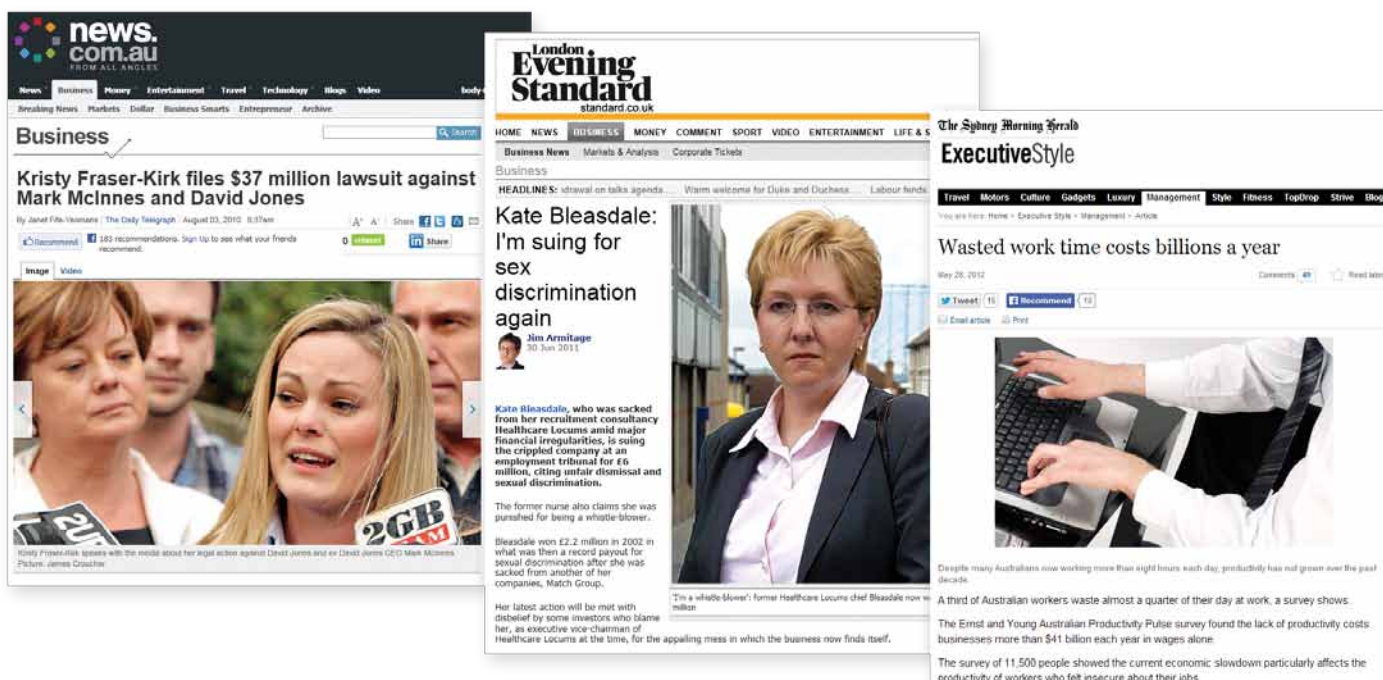 news.
com.au
FROM ALL ANGLES
News Business Money Entertainment Travel Technology Blogs Video body
Breaking News Markets Dollar Business Smarts Entrepreneur Archive
Business
Search
Kristy Fraser-Kirk files $37 million lawsuit against
Mark McInnes and David Jones
By Janet Fife-Yeomans The Daily Telegraph August 03, 2010 6:37am
A+ A- Share
Recommend 183 recommendations. Sign Up to see what your friends
recommend.
0 Share
Image Video
2GB
Kristy Fraser-Kirk speaks with the media about her legal action against David Jones and ex David Jones CEO Mark McInnes
Picture: James Croucher
London
Evening
Standard
standard.co.uk
HOME NEWS BUSINESS MONEY COMMENT SPORT VIDEO ENTERTAINMENT LIFE & S
Business News Markets & Analysis Corporate Tickets
Business
HEADLINES: idrawal on talks agenda... Warm welcome for Duke and Duchess... Labour fends
Kate Bleasdale:
I'm suing for
sex
discrimination
again
Jim Armitage
30 Jun 2011
Kate Bleasdale, who was sacked
from her recruitment consultancy
Healthcare Locums amid major
financial irregularities, is suing
the crippled company at an
employment tribunal for £6
million, citing unfair dismissal and
sexual discrimination.
The former nurse also claims she was
punished for being a whistle-blower.
Bleasdale won £2.2 million in 2002 in
what was then a record payout for
sexual discrimination after she was
sacked from another of her
companies, Match Group.
Her latest action will be met with
disbelief by some investors who blame
her, as executive vice-chairman of
Healthcare Locums at the time, for the appalling mess in which the business now finds itself.
'I'm a whistle-blower': former Healthcare Locums chief Bleasdale now w
million
The Sydney Morning Herald
ExecutiveStyle
Travel Motors Culture Gadgets Luxury Management Style Fitness TopDrop Strive Blog
You are here: Home Executive Style Management Article
Wasted work time costs billions a year
May 28, 2012
Comments 49 Read later
Tweet 15 Recommend 13
Email article Print
Despite many Australians now working more than eight hours each day, productivity has not grown over the past
decade.
A third of Australian workers waste almost a quarter of their day at work, a survey shows.
The Ernst and Young Australian Productivity Pulse survey found the lack of productivity costs
businesses more than $41 billion each year in wages alone.
The survey of 11,500 people showed the current economic slowdown particularly affects the
productivity of workers who felt insecure about their jobs.